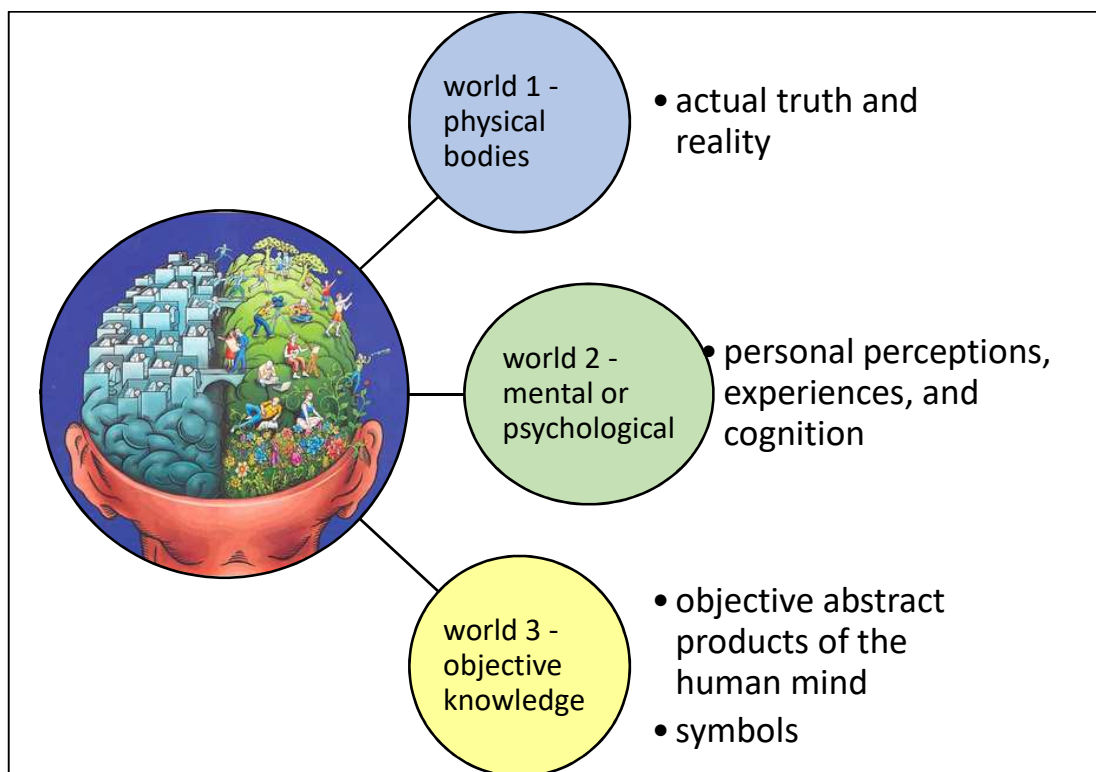 world 1 -
physical
bodies
• actual truth and
reality
world 2 -
mental or
psychological
• personal perceptions,
experiences, and
cognition
world 3 -
objective
knowledge
• objective abstract
products of the
human mind
• symbols